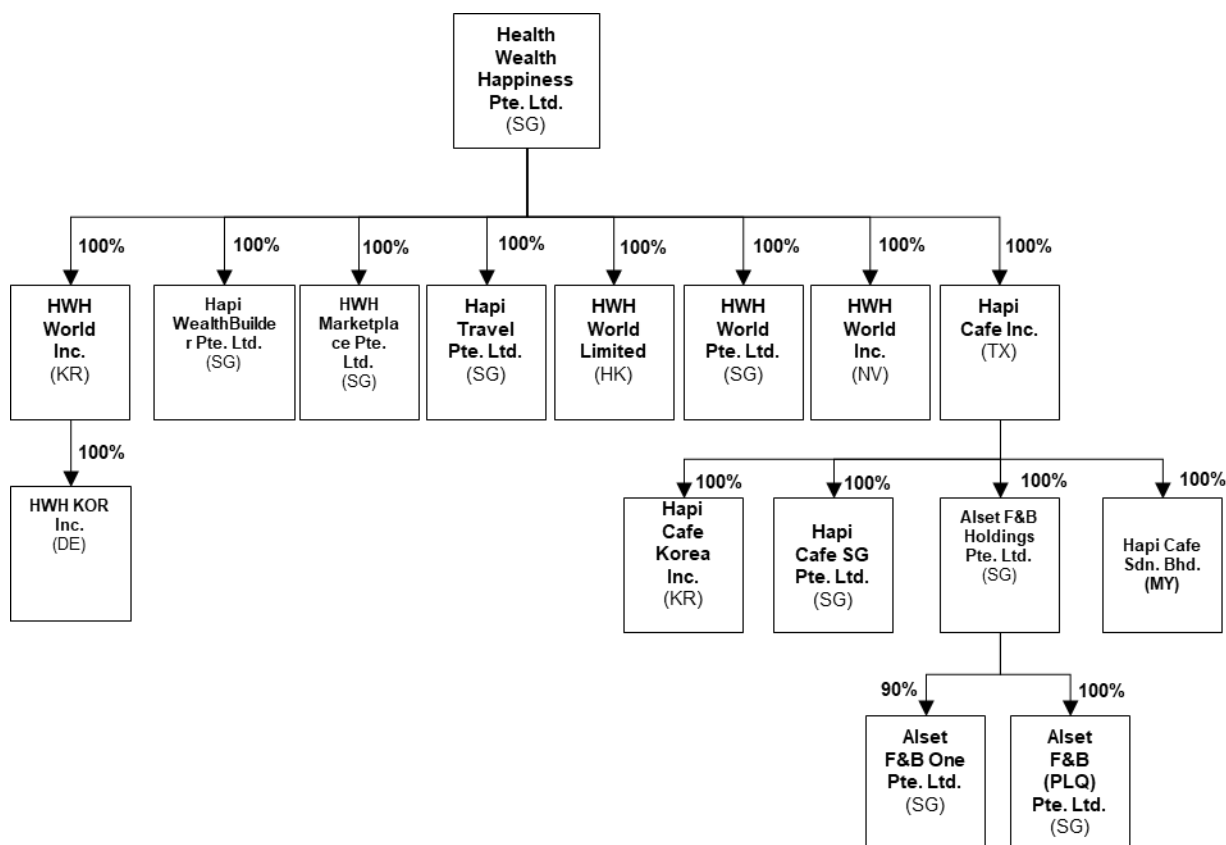 Health
Wealth
Happiness
Pte. Ltd.
(SG)
100%
100%
100%
100%
100%
100%
100%
100%
HWH
World
Inc.
(KR)
Hapi
WealthBuilde
r Pte. Ltd.
(SG)
HWH
Marketpla
ce Pte.
Ltd.
(SG)
Hapi
Travel
Pte. Ltd.
(SG)
HWH
World
Limited
(HK)
HWH
World
Pte. Ltd.
(SG)
HWH
World
Inc.
(NV)
Hapi
Cafe Inc.
(TX)
100%
HWH KOR
Inc.
(DE)
100%
100%
100%
100%
Hapi
Cafe
Korea
Inc.
(KR)
Hapi
Cafe SG
Pte. Ltd.
(SG)
Alset F&B
Holdings
Pte. Ltd.
(SG)
Hapi Cafe
Sdn. Bhd.
(MY)
90%
100%
Alset
F&B One
Pte. Ltd.
(SG)
Alset
F&B
(PLQ)
Pte. Ltd.
(SG)